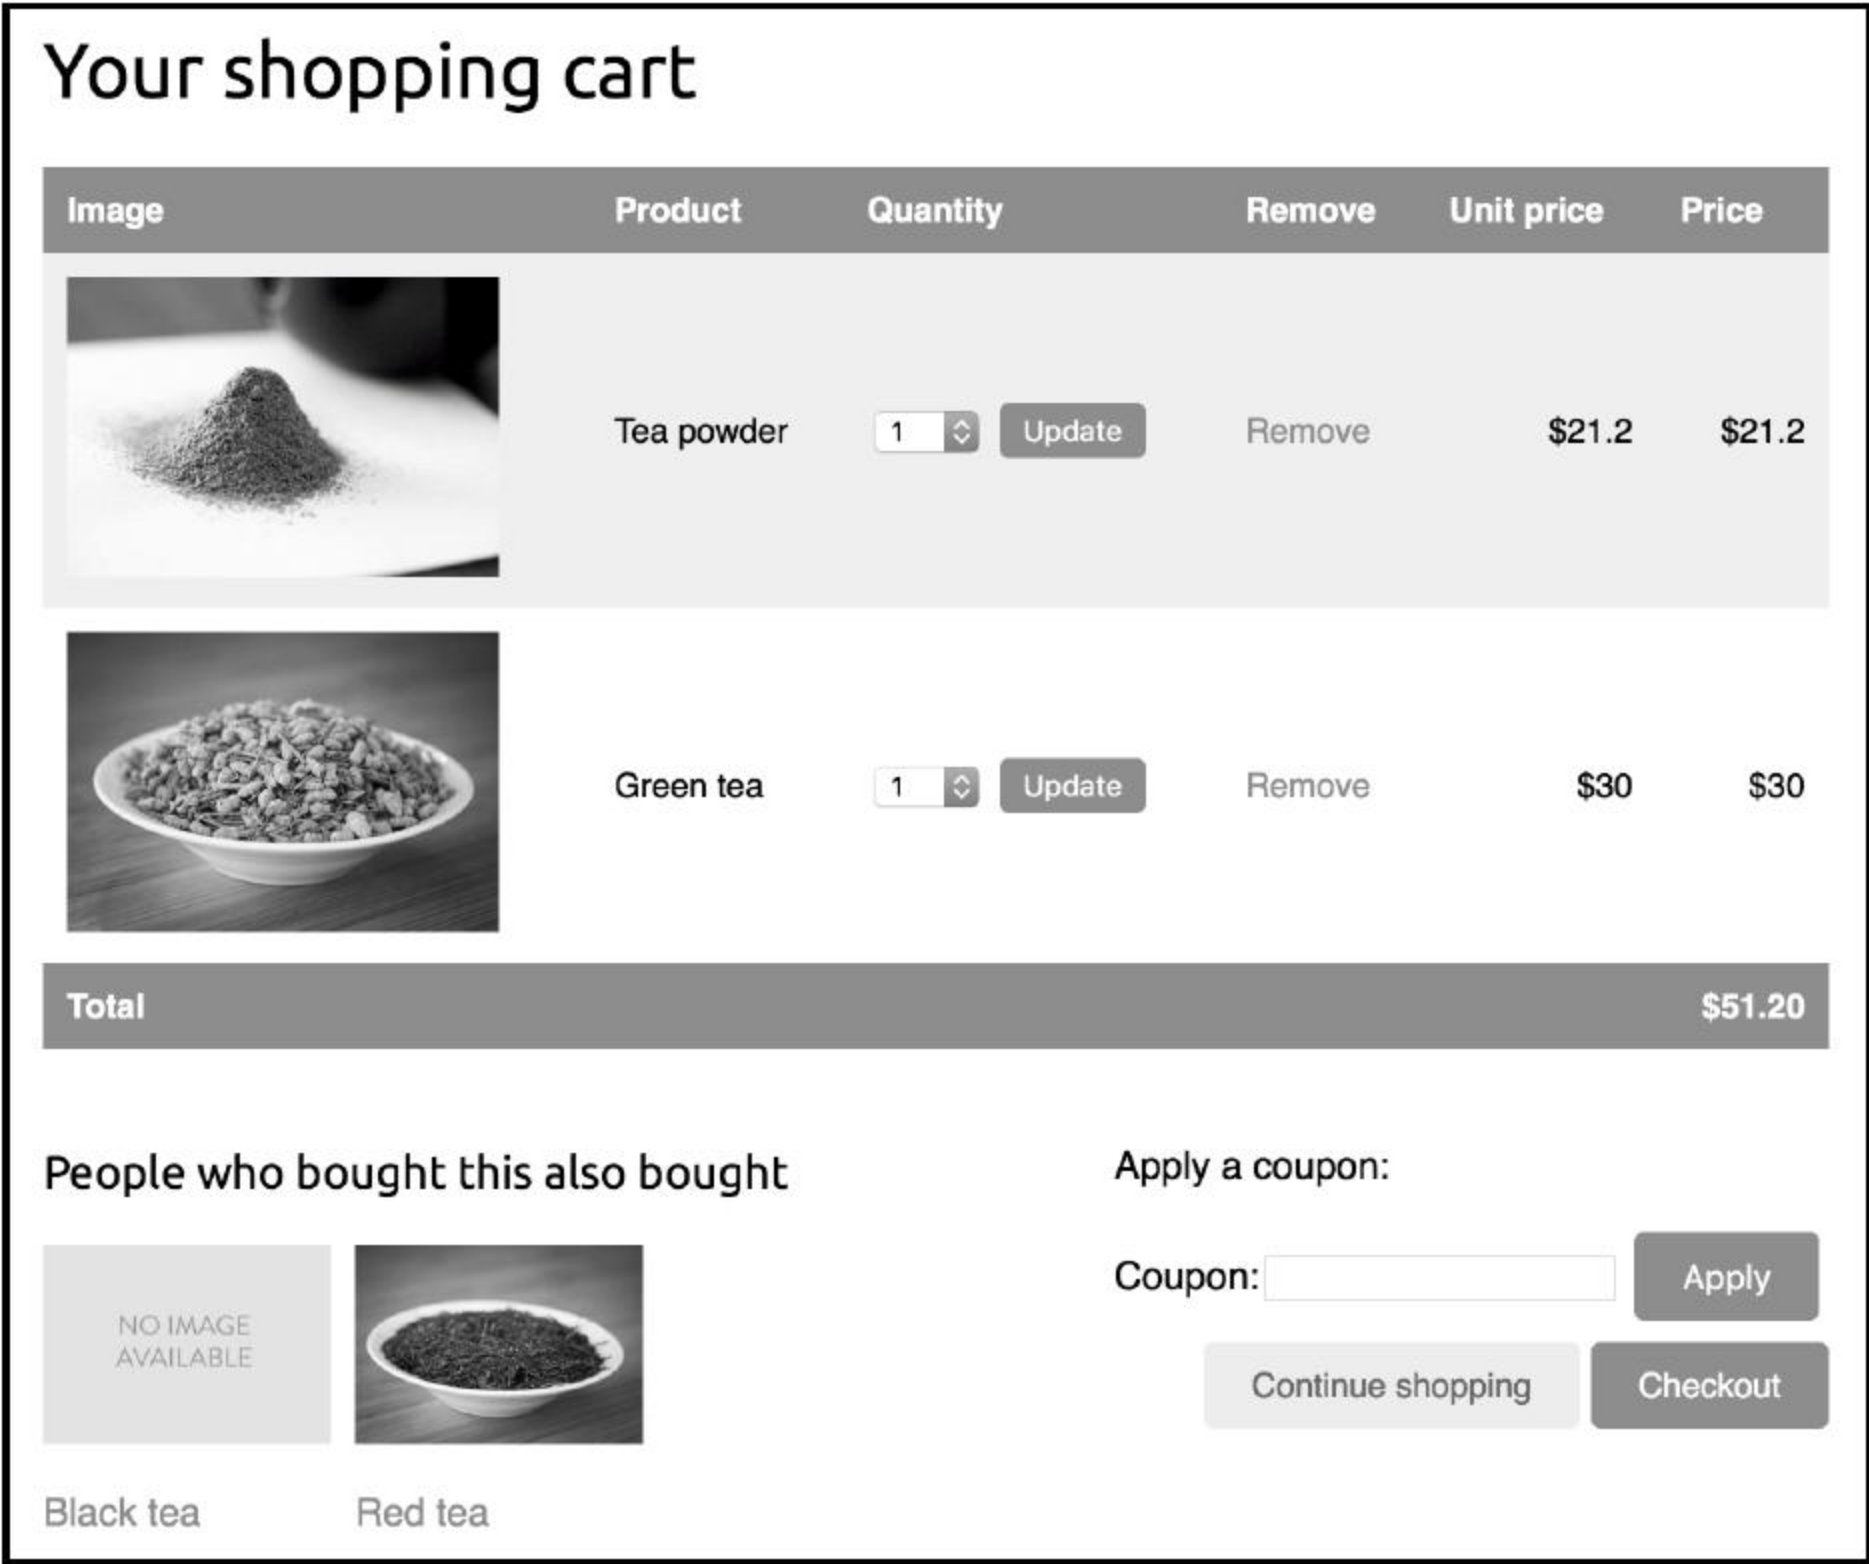 Your shopping cart
Image Product Quantity Remove Unit price Price
Tea powder 1 Update Remove $21.2 $21.2
Green tea 1 Update Remove $30 $30
Total $51.20
People who bought this also bought
NO IMAGE
AVAILABLE
Black tea
Red tea
Apply a coupon:
Coupon: Apply
Continue shopping Checkout